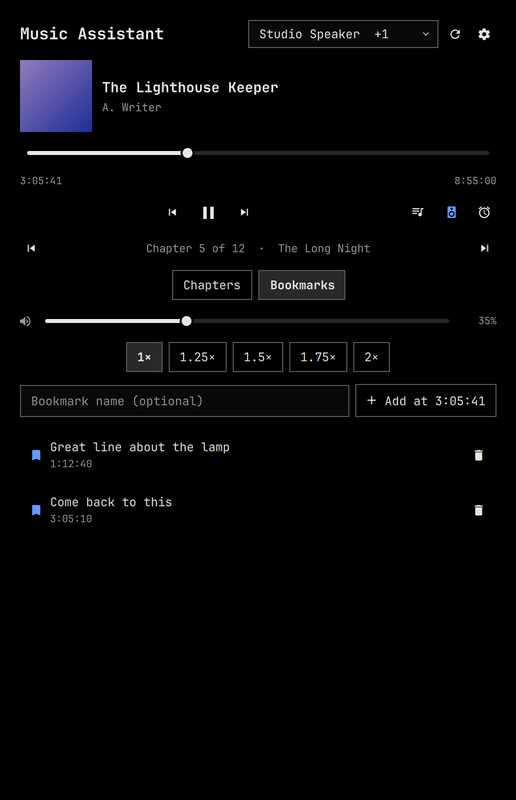 Music Assistant
Studio Speaker +1
The Lighthouse Keeper
A. Writer
3:05:41
8:55:00
Chapter 5 of 12 · The Long Night
Chapters
Bookmarks
35%
1×
1.25×
1.5×
1.75×
2×
Bookmark name (optional)
+ Add at 3:05:41
Great line about the lamp
1:12:40
Come back to this
3:05:10